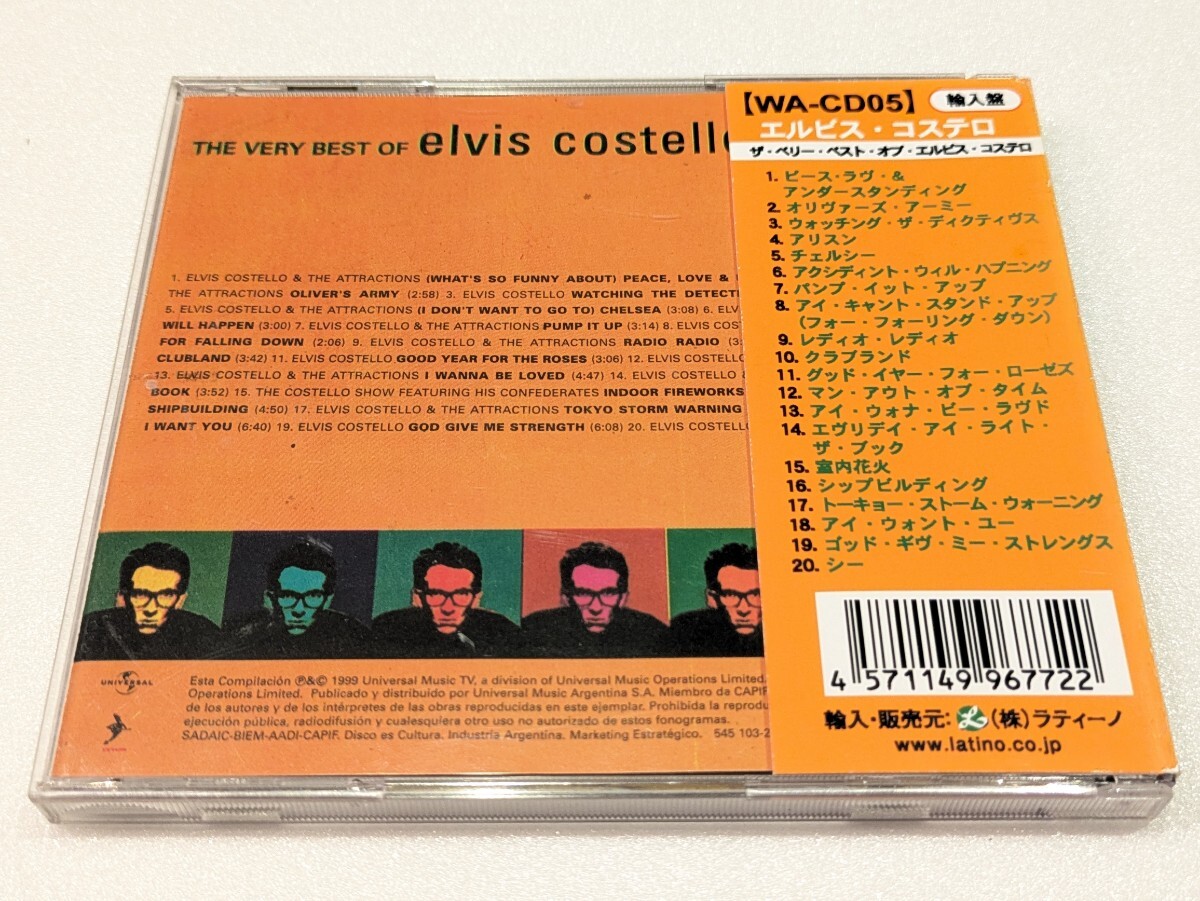 THE VERY BEST OF elvis costello
1. ELVIS COSTELLO & THE ATTRACTIONS (WHAT'S SO FUNNY ABOUT) PEACE, LOVE &
THE ATTRACTIONS OLIVER'S ARMY (2:58) 3. ELVIS COSTELLO WATCHING THE DETECTI
5. ELVIS COSTELLO & THE ATTRACTIONS (I DON'T WANT TO GO TO) CHELSEA (3:08) 6. ELV
WILL HAPPEN (3:00) 7. ELVIS COSTELLO & THE ATTRACTIONS PUMP IT UP (3:14) 8. ELVIS COS
FOR FALLING DOWN (2:06) 9. ELVIS COSTELLO & THE ATTRACTIONS RADIO RADIO (3:
CLUBLAND (3:42) 11. ELVIS COSTELLO GOOD YEAR FOR THE ROSES (3:06) 12. ELVIS COSTELL
13. ELVIS COSTELLO & THE ATTRACTIONS I WANNA BE LOVED (4:47) 14. ELVIS COSTELLO &
BOOK (3:52) 15. THE COSTELLO SHOW FEATURING HIS CONFEDERATES INDOOR FIREWORKS
SHIPBUILDING (4:50) 17. ELVIS COSTELLO & THE ATTRACTIONS TOKYO STORM WARNING
I WANT YOU (6:40) 19. ELVIS COSTELLO GOD GIVE ME STRENGTH (6:08) 20. ELVIS COSTELLO
UNIVERSAL
Esta Compilación ℗&© 1999 Universal Music TV, a division of Universal Music Operations Limited.
Operations Limited. Publicado y distribuido por Universal Music Argentina S.A. Miembro da CAPIF
de los autores y de los intérpretes de las obras reproducidas en este ejemplar. Prohibida la reprodu
ejecución pública, radiodifusión y cualesquiera otro uso no autorizado de estos fonogramas.
SADAIC-BIEM-AADI-CAPIF. Disco es Cultura. Industria Argentina. Marketing Estratégico. 545 103-2
【WA-CD05】 輸入盤
エルビス・コステロ
ザ・ベリー・ベスト・オブ・エルビス・コステロ
1. ピース・ラヴ・&
アンダースタンディング
2. オリヴァーズ・アーミー
3. ウォッチング・ザ・ディクティヴス
4. アリスン
5. チェルシー
6. アクシディント・ウィル・ハプニング
7. パンプ・イット・アップ
8. アイ・キャント・スタンド・アップ
(フォー・フォーリング・ダウン)
9. レディオ・レディオ
10. クラブランド
11. グッド・イヤー・フォー・ローゼズ
12. マン・アウト・オブ・タイム
13. アイ・ウォナ・ビー・ラヴド
14. エヴリデイ・アイ・ライト・
ザ・ブック
15. 室内花火
16. シップビルディング
17. トーキョー・ストーム・ウォーニング
18. アイ・ウォント・ユー
19. ゴッド・ギヴ・ミー・ストレングス
20. シー
4 571149 967722
輸入・販売元: (株)ラティーノ
www.latino.co.jp